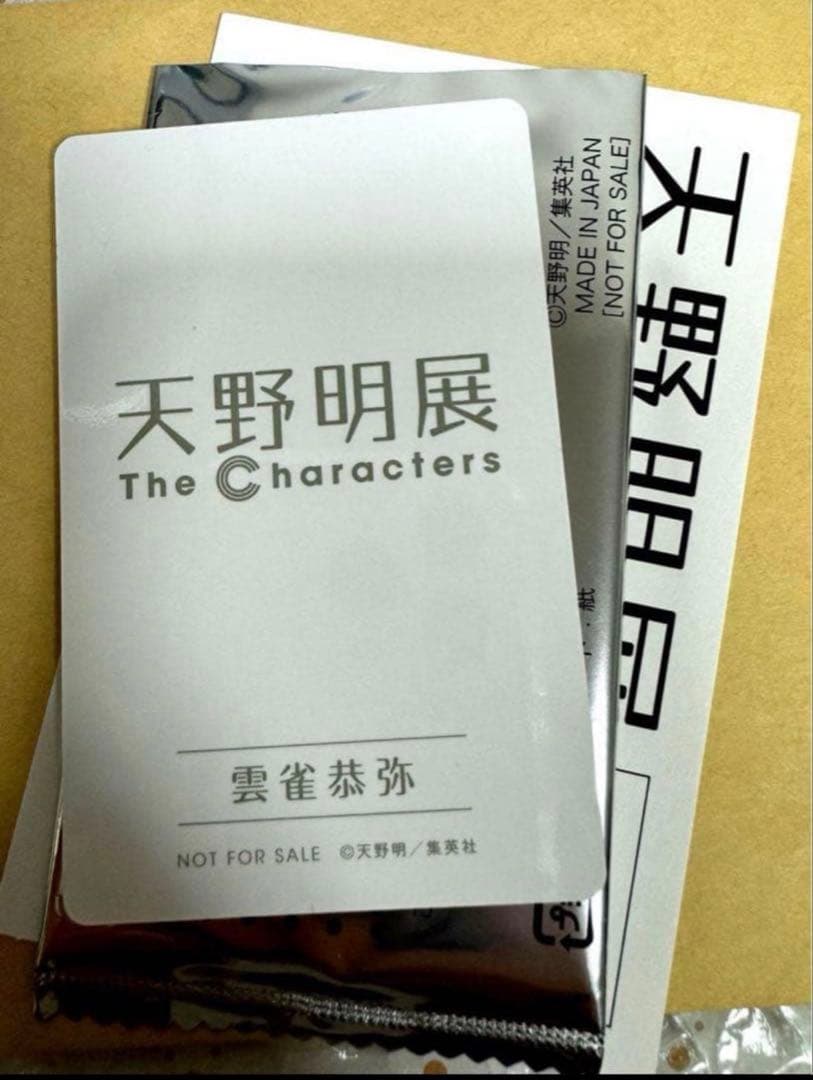 天野明展
The Characters
雲雀恭弥
NOT FOR SALE ©天野明／集英社
©天野明／集英社
MADE IN JAPAN
[NOT FOR SALE]
紙
天野明展